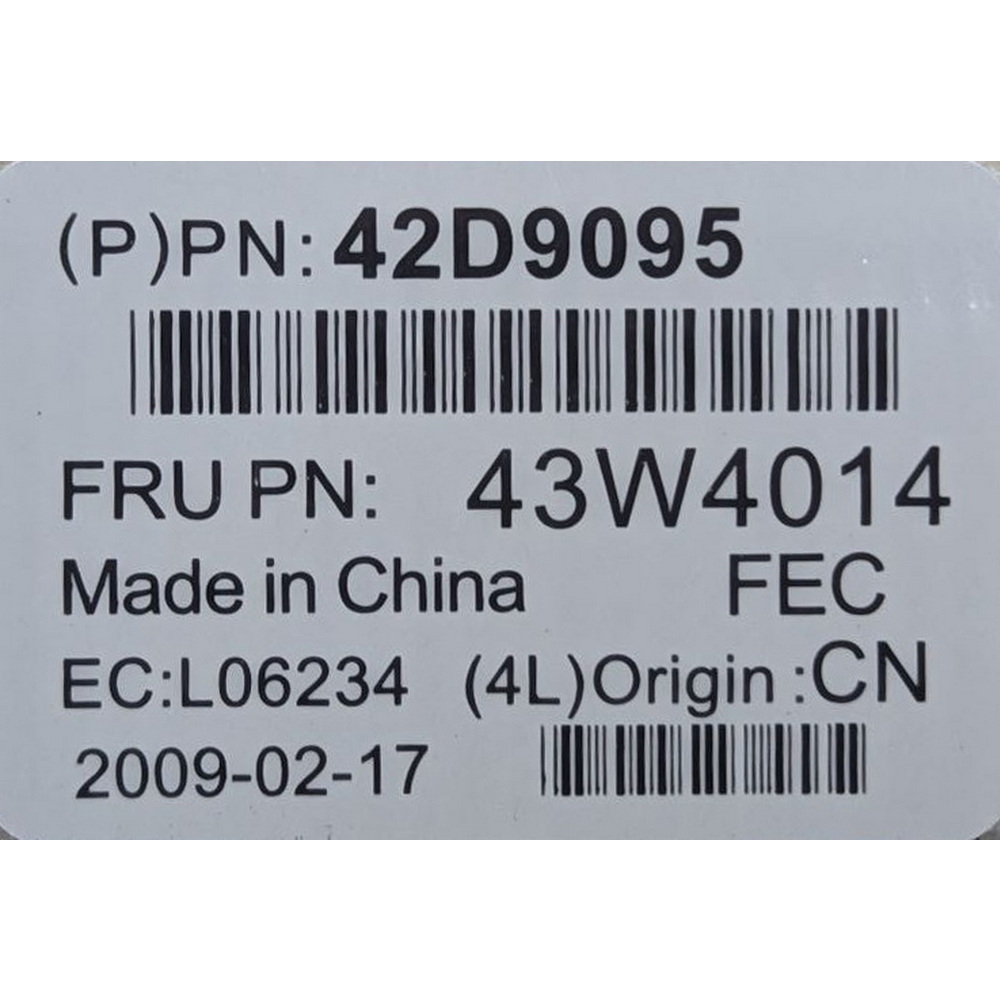 (P)PN: 42D9095
FRU PN: 43W4014
Made in China FEC
EC:L06234 (4L)Origin :CN
2009-02-17